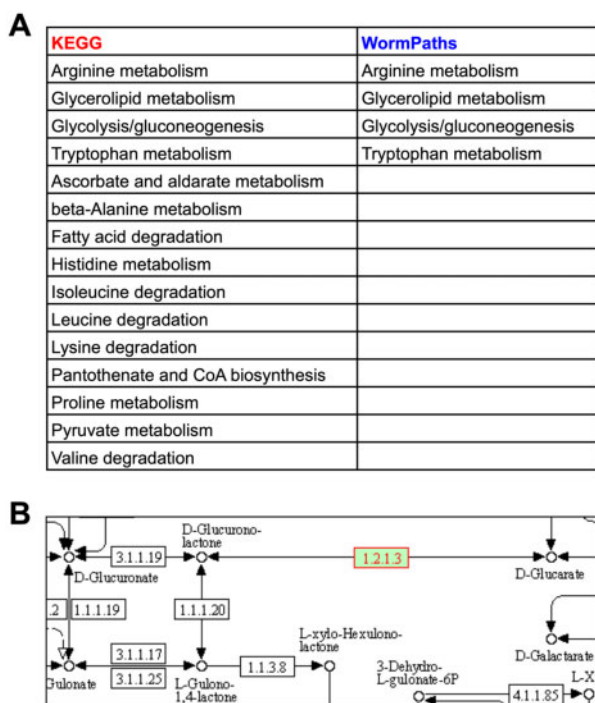 A
KEGG WormPaths
Arginine metabolism Arginine metabolism
Glycerolipid metabolism Glycerolipid metabolism
Glycolysis/gluconeogenesis Glycolysis/gluconeogenesis
Tryptophan metabolism Tryptophan metabolism
Ascorbate and aldarate metabolism
beta-Alanine metabolism
Fatty acid degradation
Histidine metabolism
Isoleucine degradation
Leucine degradation
Lysine degradation
Pantothenate and CoA biosynthesis
Proline metabolism
Pyruvate metabolism
Valine degradation
B
D-Glucurono-
lactone
3.1.1.19
1.2.1.3
D-Glucuronate
D-Glucarate
.2
1.1.1.19
1.1.1.20
L-xylo-Hexulono-
lactone
3.1.1.17
3.1.1.25
1.1.3.8
3-Dehydro-
L-gulonate-6P
D-Galactarate
Gulonate
L-Gulono-
1,4-lactone
4.1.1.85
L-X